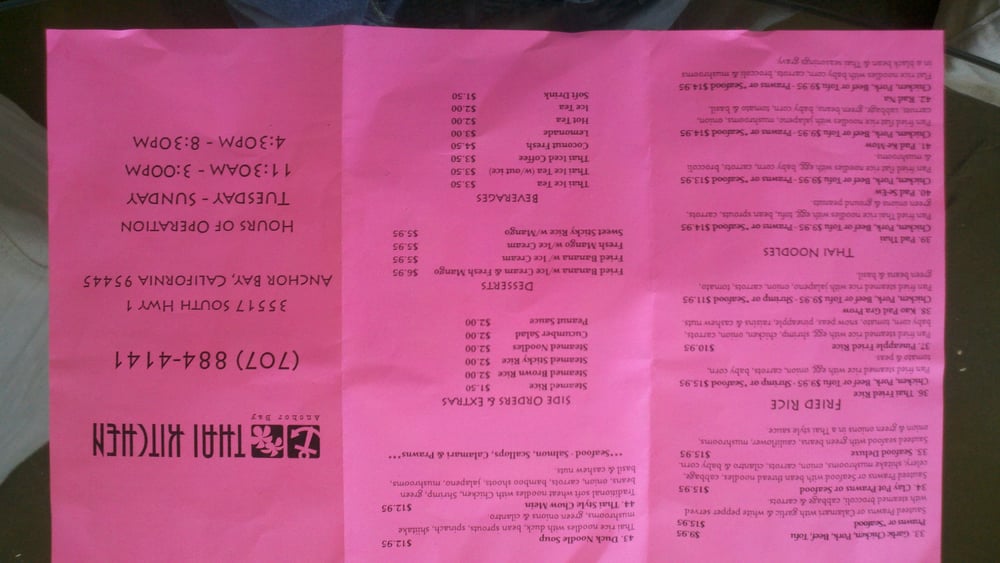 33. Garlic Chicken, Pork, Beef, Tofu $9.95
Prawns or *Seafood $15.95
Sauteed Prawns or Calamari with garlic & white pepper served
with steamed broccoli, cabbage & carrots
34. Clay Pot Prawns or Seafood $15.95
Sauteed Prawns or Seafood with bean thread noodles, cabbage,
celery, shitake mushrooms, onion, carrots, cilantro & baby corn.
35. Seafood Deluxe $15.95
Sauteed seafood with green beans, cauliflower, mushrooms,
onion & green onions in a Thai style sauce.
FRIED RICE
36. Thai Fried Rice
Chicken, Pork, Beef or Tofu $9.95 - Shrimp or *Seafood $15.95
Pan fried steamed rice with egg, onion, carrots, baby corn,
tomato & peas
37. Pineapple Fried Rice $10.95
Pan fried steamed rice with egg, shrimp, chicken, onion, carrots,
baby corn, tomato, snow peas, pineapple, raisins & cashew nuts
38. Kao Pad Gra Prow
Chicken, Pork, Beef or Tofu $9.95 - Shrimp or *Seafood $11.95
Pan fried steamed rice with jalapeno, onion, carrots, tomato,
green beans & basil.
THAI NOODLES
39. Pad Thai
Chicken, Pork, Beef or Tofu $9.95 - Prawns or *Seafood $14.95
Pan fried Thai rice noodles with egg, tofu, bean sprouts, carrots,
green onions & ground peanuts
40. Pad Se-Ew
Chicken, Pork, Beef or Tofu $9.95 - Prawns or *Seafood $13.95
Pan fried flat rice noodles with egg, baby corn, carrots, broccoli
& mushrooms
41. Pad Ke-Mow
Chicken, Pork, Beef or Tofu $9.95 - Prawns or *Seafood $14.95
Pan fried flat rice noodles with jalapeno, mushrooms, onion,
carrots, cabbage, green beans, baby corn, tomato & basil.
42. Rad Na
Chicken, Pork, Beef or Tofu $9.95 - Prawns or *Seafood $14.95
Flat rice noodles with baby corn, carrots, broccoli & mushrooms
in a black bean & Thai seasonings gravy
43. Duck Noodle Soup $12.95
Thai rice noodles with duck, bean sprouts, spinach, shiitake
mushrooms, green onions & cilantro
44. Thai Style Chow Mein $12.95
Traditional soft wheat noodles with Chicken, Shrimp, green
beans, onion, carrots, bamboo shoots, jalapeno, mushrooms,
basil & cashew nuts.
***Seafood - Salmon, Scallops, Calamari & Prawns***
SIDE ORDERS & EXTRAS
Steamed Rice $1.50
Steamed Brown Rice $2.00
Steamed Sticky Rice $2.00
Steamed Noodles $2.00
Cucumber Salad $2.00
Peanut Sauce $2.00
DESSERTS
Fried Banana w/Ice Cream & Fresh Mango $6.95
Fried Banana w/Ice Cream $5.95
Fresh Mango w/Ice Cream $5.95
Sweet Sticky Rice w/Mango $5.95
BEVERAGES
Thai Ice Tea $3.50
Thai Ice Tea (w/out ice) $3.50
Thai Iced Coffee $3.50
Coconut Fresh $4.50
Lemonade $3.00
Hot Tea $2.00
Ice Tea $2.00
Soft Drink $1.50
THAI KITCHEN
Anchor Bay
(707) 884-4141
35517 SOUTH HWY 1
ANCHOR BAY, CALIFORNIA 95445
HOURS OF OPERATION
TUESDAY - SUNDAY
11:30AM - 3:00PM
4:30PM - 8:30PM